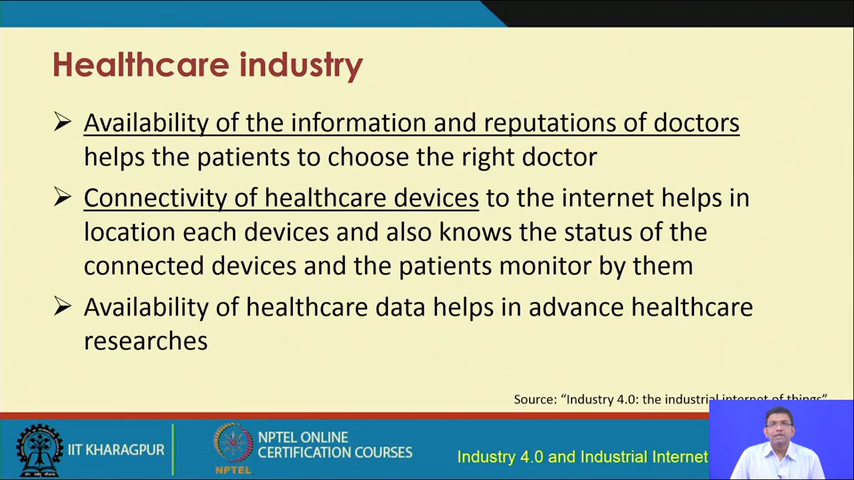 Healthcare industry
Availability of the information and reputations of doctors
helps the patients to choose the right doctor
Connectivity of healthcare devices to the internet helps in
location each devices and also knows the status of the
connected devices and the patients monitor by them
Availability of healthcare data helps in advance healthcare
researches
Source: “Industry 4.0: the industrial internet of things”
IIT KHARAGPUR
NPTEL
NPTEL ONLINE
CERTIFICATION COURSES
Industry 4.0 and Industrial Internet